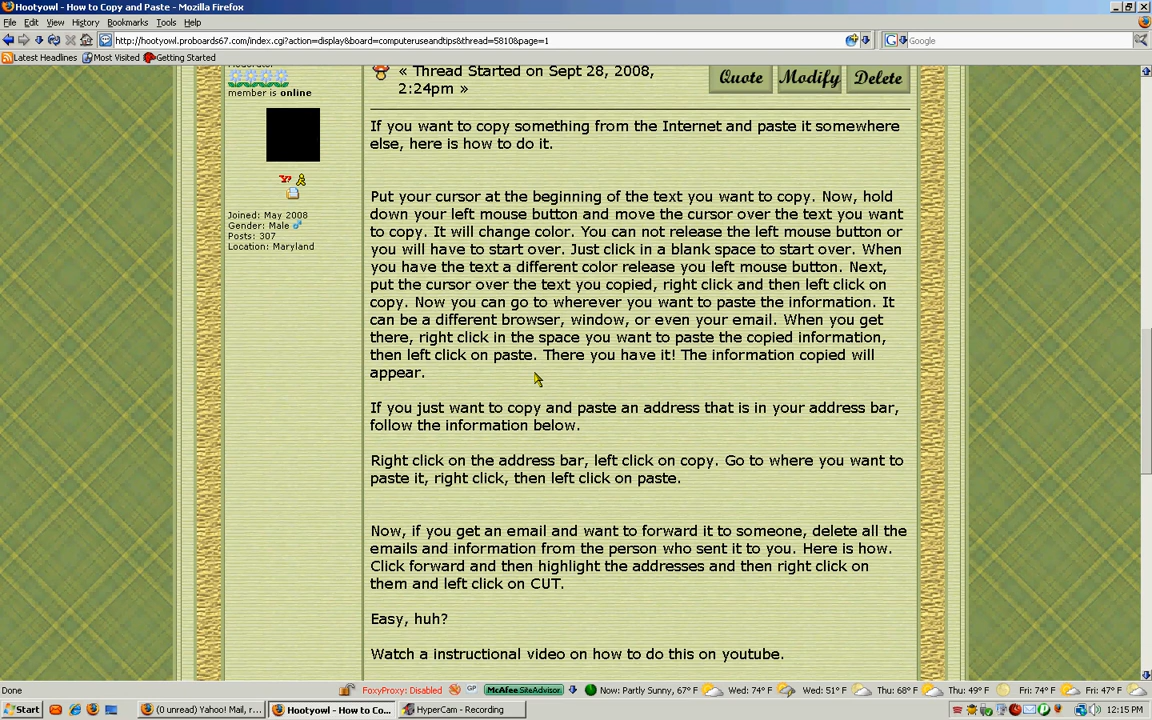 Hootyowl - How to Copy and Paste - Mozilla Firefox
File Edit View History Bookmarks Tools Help
http://hootyowl.proboards67.com/index.cgi?action=display&board=computeruseandtips&thread=5810&page=1
Google
Latest Headlines Most Visited Getting Started
« Thread Started on Sept 28, 2008,
2:24pm »
Quote Modify Delete
member is online
Joined: May 2008
Gender: Male
Posts: 307
Location: Maryland
If you want to copy something from the Internet and paste it somewhere
else, here is how to do it.
Put your cursor at the beginning of the text you want to copy. Now, hold
down your left mouse button and move the cursor over the text you want
to copy. It will change color. You can not release the left mouse button or
you will have to start over. Just click in a blank space to start over. When
you have the text a different color release you left mouse button. Next,
put the cursor over the text you copied, right click and then left click on
copy. Now you can go to wherever you want to paste the information. It
can be a different browser, window, or even your email. When you get
there, right click in the space you want to paste the copied information,
then left click on paste. There you have it! The information copied will
appear.
If you just want to copy and paste an address that is in your address bar,
follow the information below.
Right click on the address bar, left click on copy. Go to where you want to
paste it, right click, then left click on paste.
Now, if you get an email and want to forward it to someone, delete all the
emails and information from the person who sent it to you. Here is how.
Click forward and then highlight the addresses and then right click on
them and left click on CUT.
Easy, huh?
Watch a instructional video on how to do this on youtube.
Done
FoxyProxy: Disabled GP McAfee SiteAdvisor Now: Partly Sunny, 67° F Wed: 74° F Wed: 51° F Thu: 68° F Thu: 49° F Fri: 74° F Fri: 47° F
Start (0 unread) Yahoo! Mail, r... Hootyowl - How to Co... HyperCam - Recording 12:15 PM